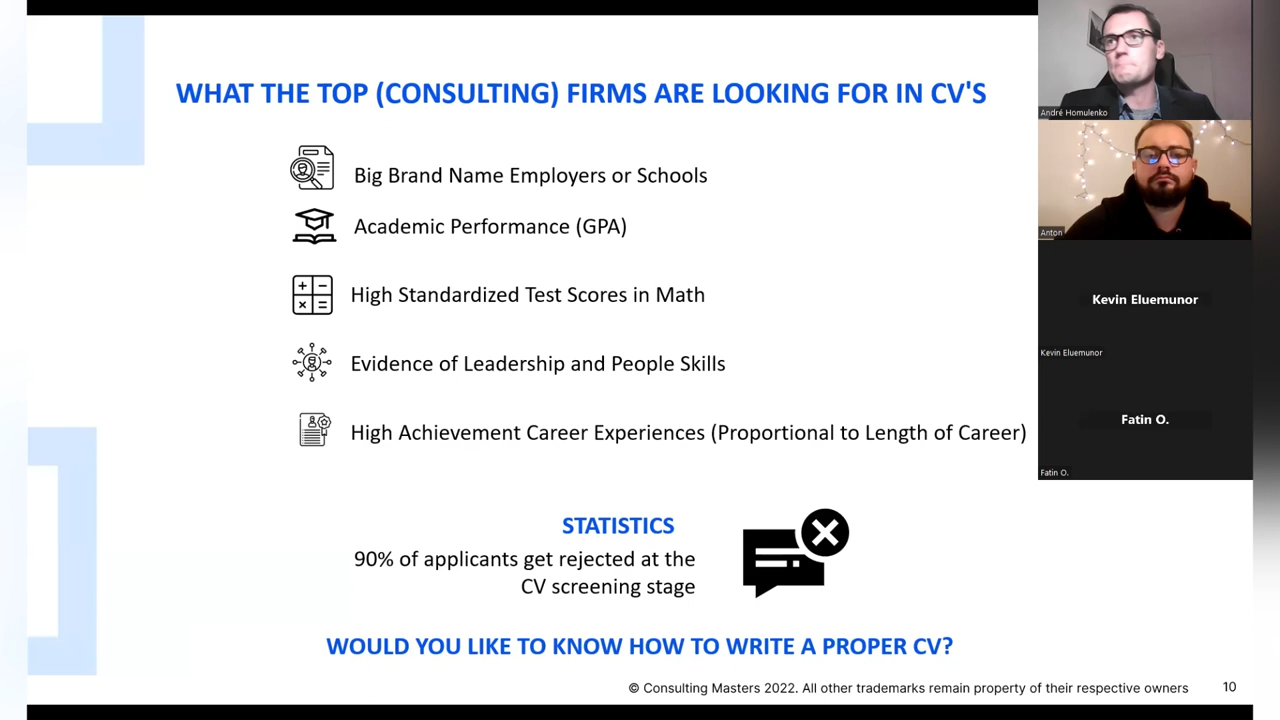 WHAT THE TOP (CONSULTING) FIRMS ARE LOOKING FOR IN CV'S
Big Brand Name Employers or Schools
Academic Performance (GPA)
High Standardized Test Scores in Math
Evidence of Leadership and People Skills
High Achievement Career Experiences (Proportional to Length of Career)
STATISTICS
90% of applicants get rejected at the
CV screening stage
WOULD YOU LIKE TO KNOW HOW TO WRITE A PROPER CV?
© Consulting Masters 2022. All other trademarks remain property of their respective owners
10
André Homulenko
Anton
Kevin Eluemunor
Kevin Eluemunor
Fatin O.
Fatin O.